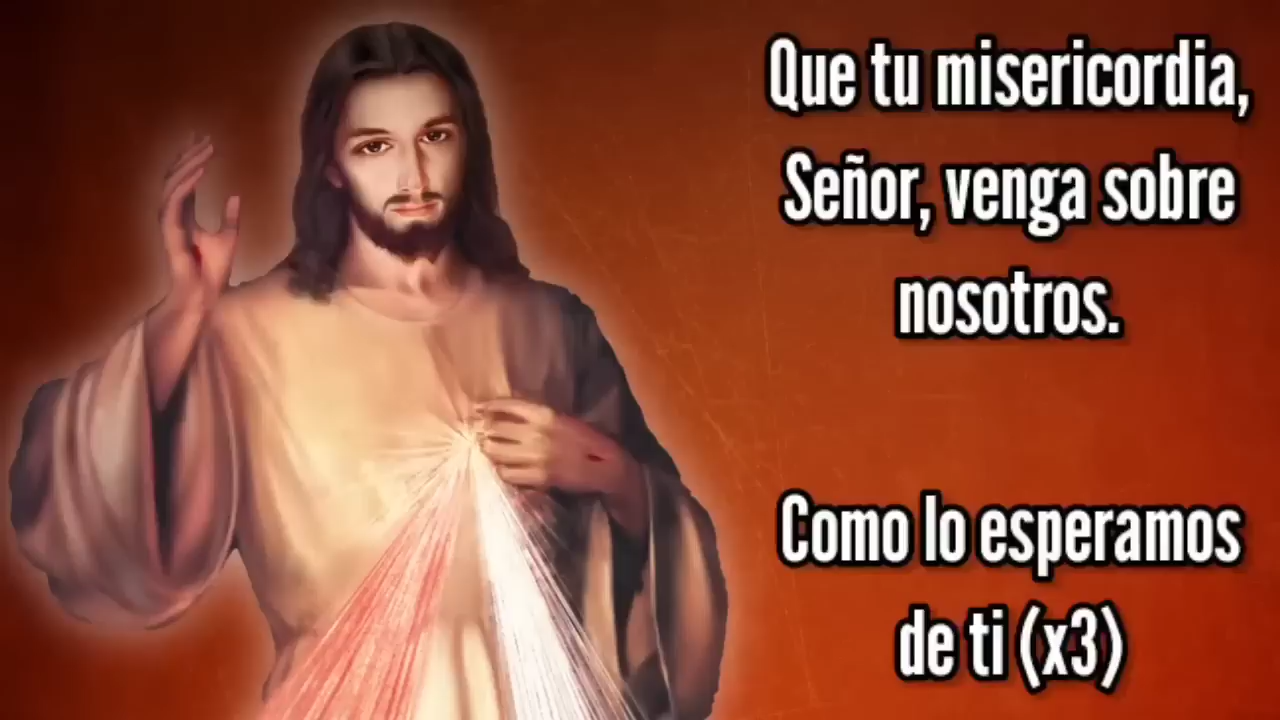 Que tu misericordia,
Señor, venga sobre
nosotros.
Como lo esperamos
de ti (x3)